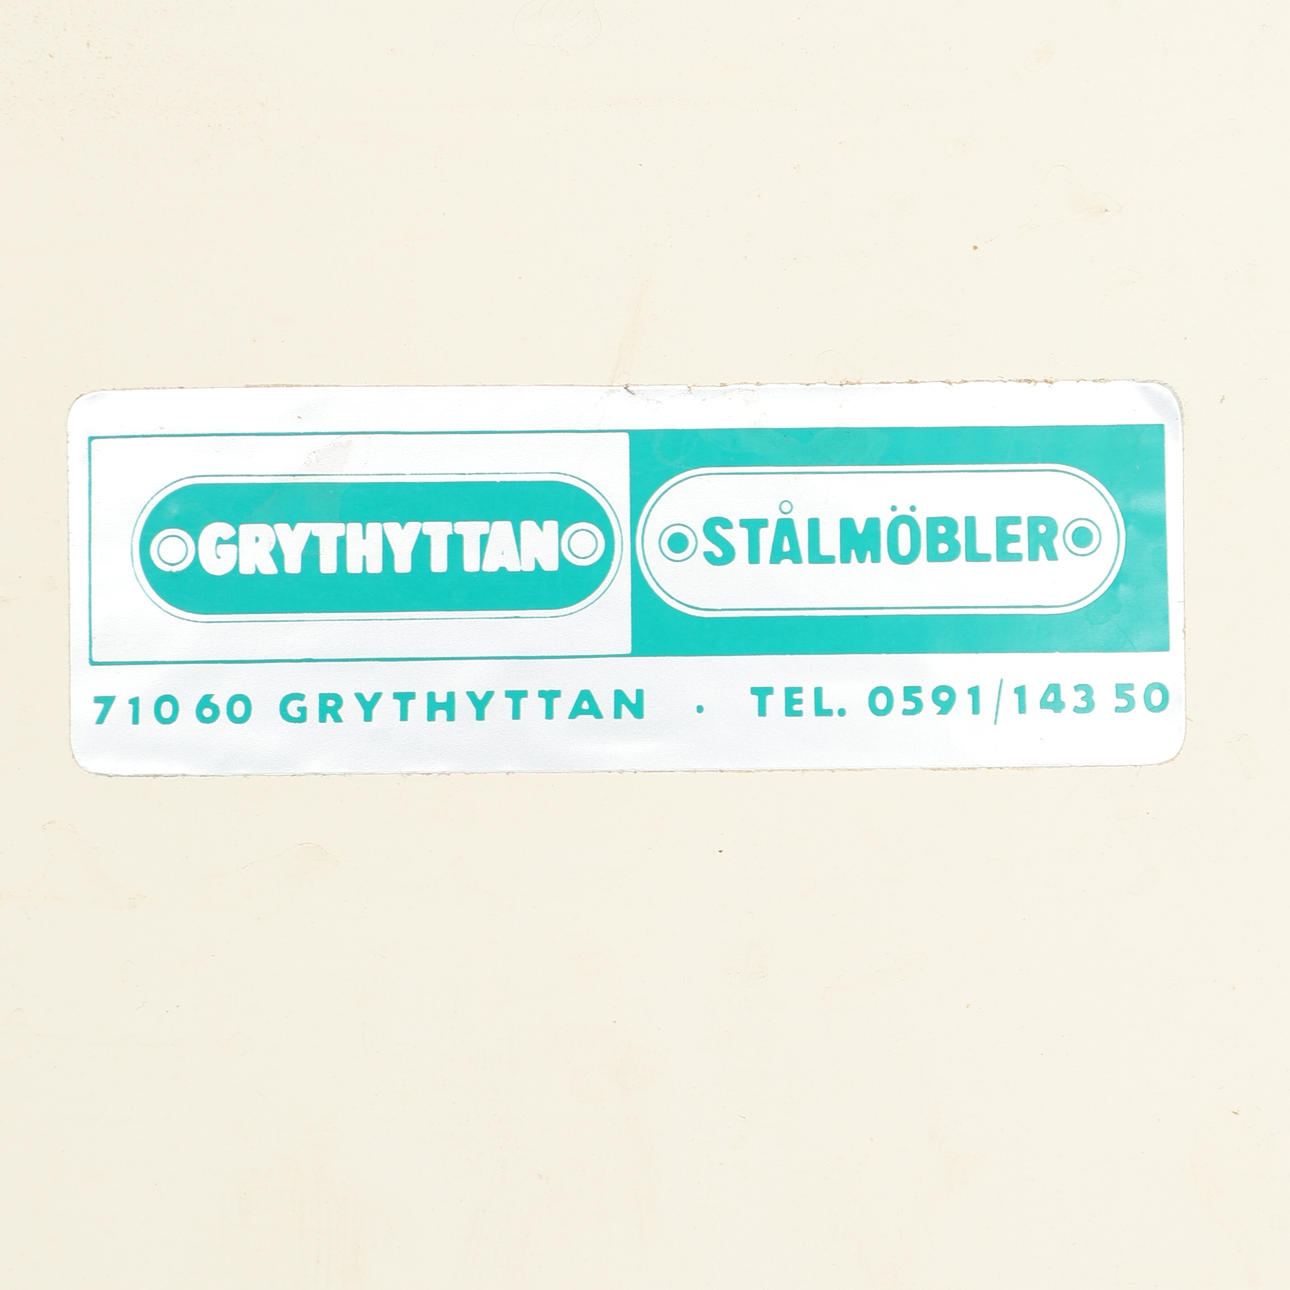 GRYTHYTTAN STÅLMÖBLER
71060 GRYTHYTTAN · TEL. 0591/143 50